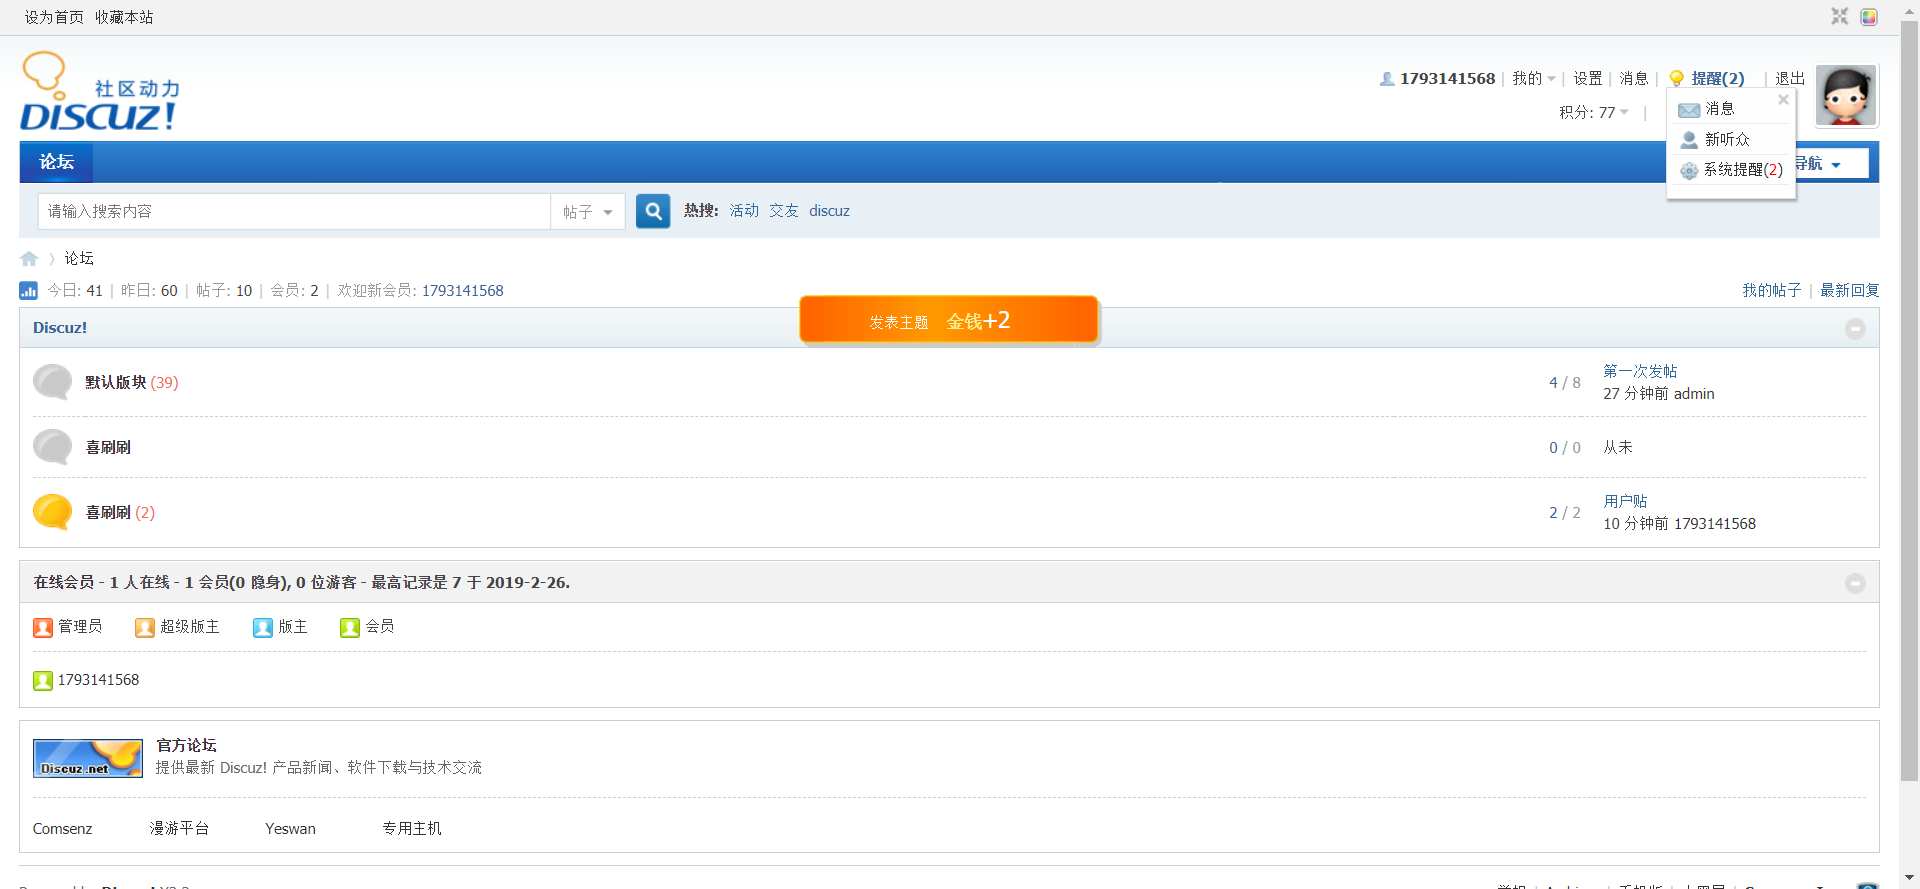 设为首页 收藏本站
社区动力
DISCUZ!
1793141568 | 我的 | 设置 | 消息 | 提醒(2) | 退出
积分: 77 |
消息
新听众
系统提醒(2)
论坛
导航
请输入搜索内容 帖子 热搜: 活动 交友 discuz
论坛
今日: 41 | 昨日: 60 | 帖子: 10 | 会员: 2 | 欢迎新会员: 1793141568 我的帖子 | 最新回复
发表主题 金钱+2
Discuz!
默认版块 (39) 4 / 8 第一次发帖
27 分钟前 admin
喜刷刷 0 / 0 从未
喜刷刷 (2) 2 / 2 用户贴
10 分钟前 1793141568
在线会员 - 1 人在线 - 1 会员(0 隐身), 0 位游客 - 最高记录是 7 于 2019-2-26.
管理员 超级版主 版主 会员
1793141568
Discuz.net
官方论坛
提供最新 Discuz! 产品新闻、软件下载与技术交流
Comsenz 漫游平台 Yeswan 专用主机